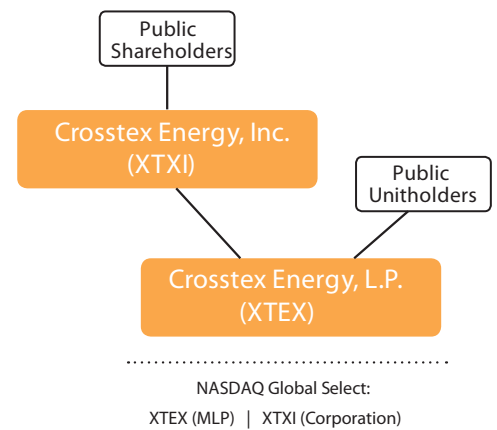 Public
Shareholders
Crosstex Energy, Inc.
(XTXI)
Public
Unitholders
Crosstex Energy, L.P.
(XTEX)
NASDAQ Global Select:
XTEX (MLP) | XTXI (Corporation)